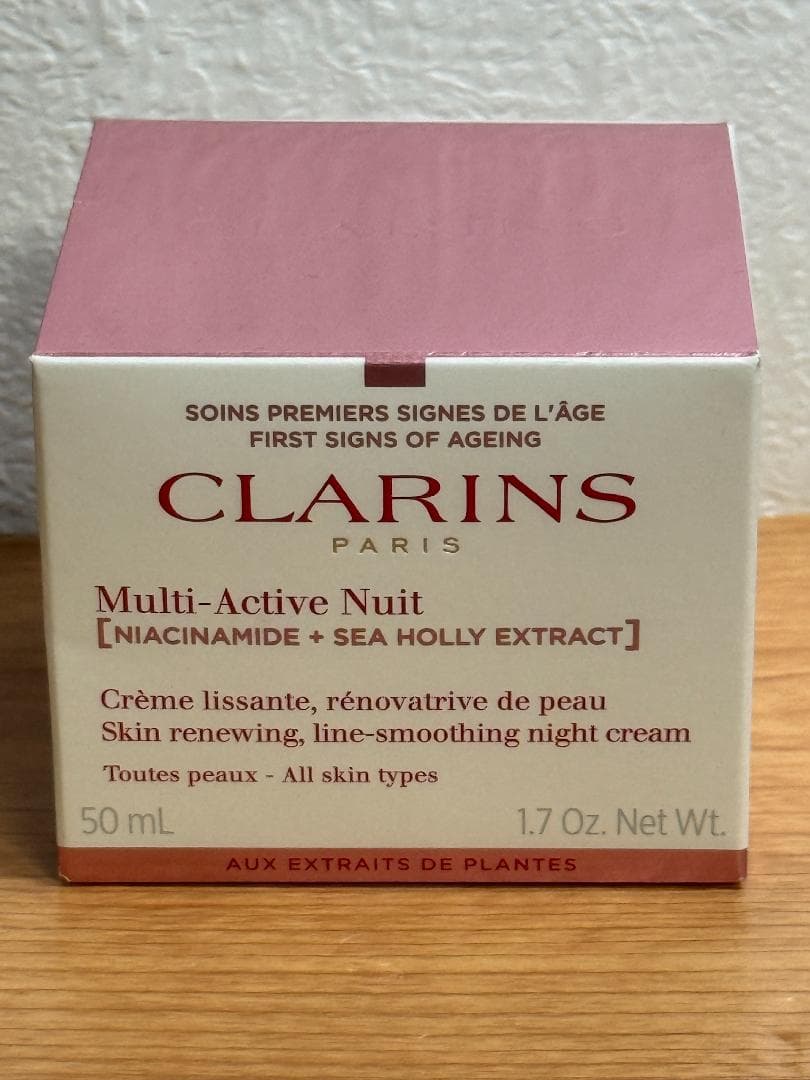 SOINS PREMIERS SIGNES DE L'ÂGE
FIRST SIGNS OF AGEING
CLARINS
PARIS
Multi-Active Nuit
[NIACINAMIDE + SEA HOLLY EXTRACT]
Crème lissante, rénovatrive de peau
Skin renewing, line-smoothing night cream
Toutes peaux - All skin types
50 mL 1.7 Oz. Net Wt.
AUX EXTRAITS DE PLANTES